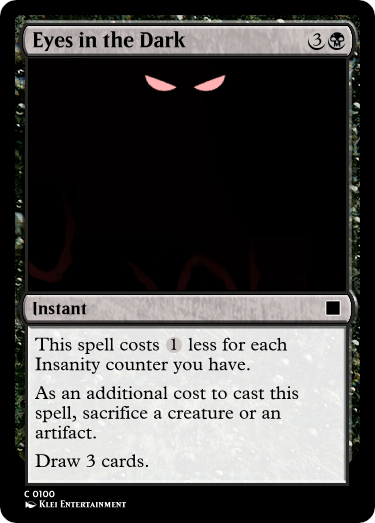 Eyes in the Dark 3
Instant
This spell costs 1 less for each
Insanity counter you have.
As an additional cost to cast this
spell, sacrifice a creature or an
artifact.
Draw 3 cards.
C 0100
Klei Entertainment